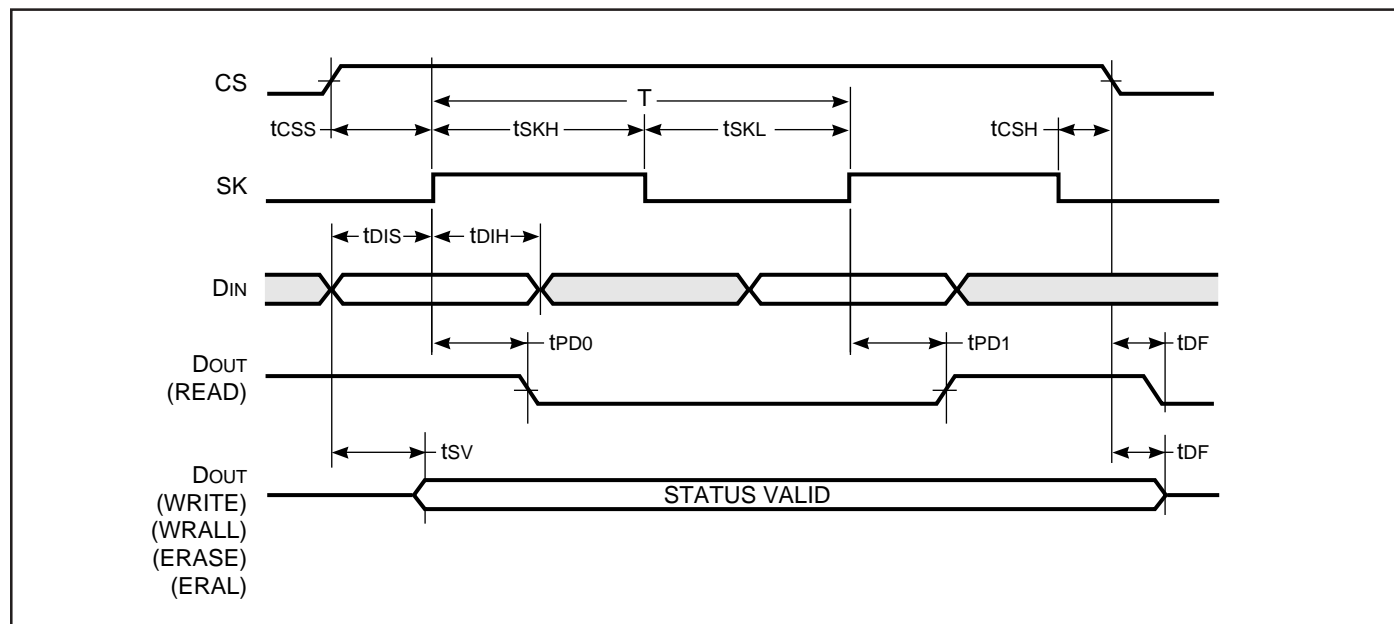 CS
T
tCSS
tSKH
tSKL
tCSH
SK
tDIS
tDIH
DIN
tPD0
tPD1
tDF
DOUT
(READ)
tSV
tDF
DOUT
(WRITE)
(WRALL)
(ERASE)
(ERAL)
STATUS VALID